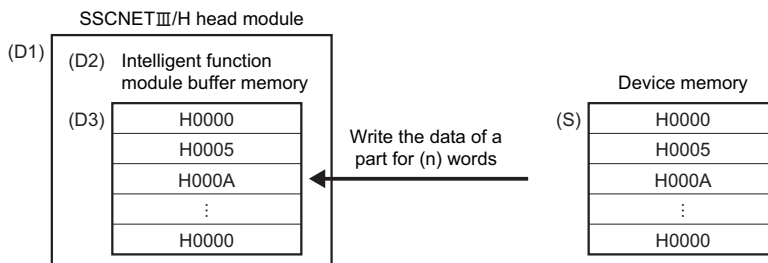 SSCNETⅢ/H head module
(D1)
(D2) Intelligent function
module buffer memory
Device memory
(D3) H0000
H0005
H000A
⋮
H0000
Write the data of a
part for (n) words
(S) H0000
H0005
H000A
⋮
H0000